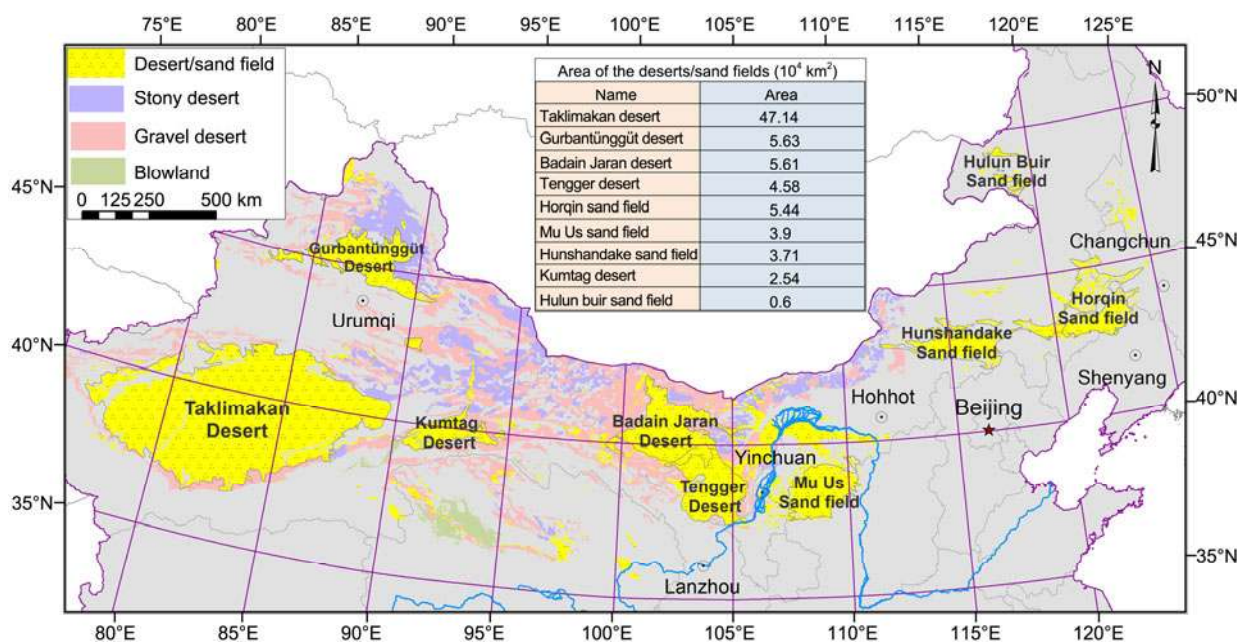 75°E 80°E 85°E 90°E 95°E 100°E 105°E 110°E 115°E 120°E 125°E
Desert/sand field
Stony desert
Gravel desert
Blowland
0 125 250 500 km
Area of the deserts/sand fields (10⁴ km²)
Name Area
Taklimakan desert 47.14
Gurbantünggüt desert 5.63
Badain Jaran desert 5.61
Tengger desert 4.58
Horqin sand field 5.44
Mu Us sand field 3.9
Hunshandake sand field 3.71
Kumtag desert 2.54
Hulun buir sand field 0.6
N
50°N
45°N
40°N
35°N
45°N
40°N
35°N
Hulun Buir
Sand field
Changchun
Gurbantünggüt
Desert
Urumqi
Horqin
Sand field
Hunshandake
Sand field
Shenyang
Hohhot
Beijing
Taklimakan
Desert
Kumtag
Desert
Badain Jaran
Desert
Yinchuan
Tengger
Desert
Mu Us
Sand field
Lanzhou
80°E 85°E 90°E 95°E 100°E 105°E 110°E 115°E 120°E